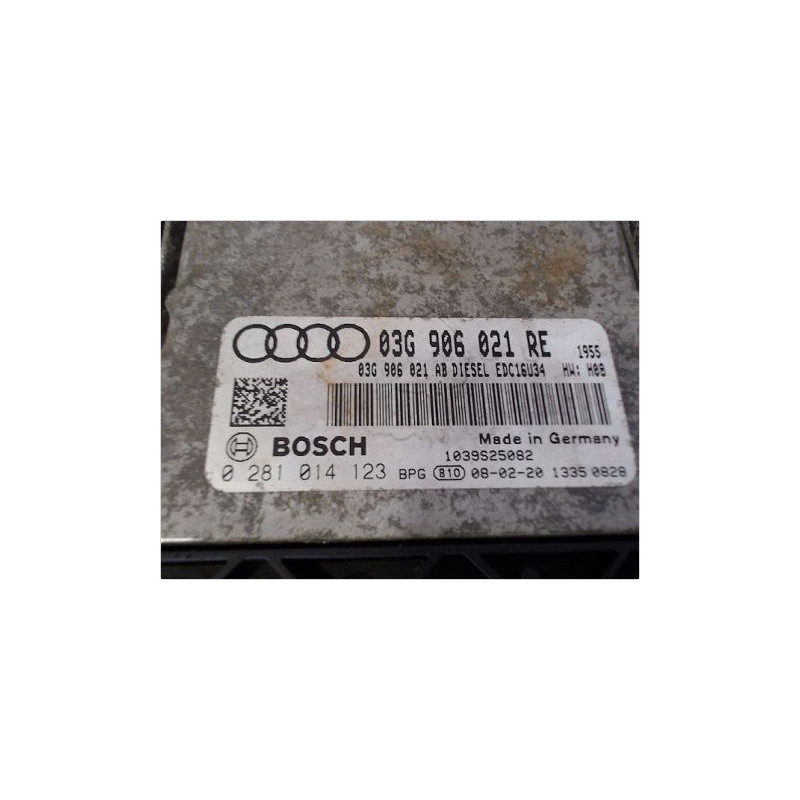 03G 906 021 RE 1955
03G 906 021 AB DIESEL EDC16U34 HW: H08
BOSCH Made in Germany
1039S25082
0 281 014 123 BPG 810 08-02-20 1335 0828